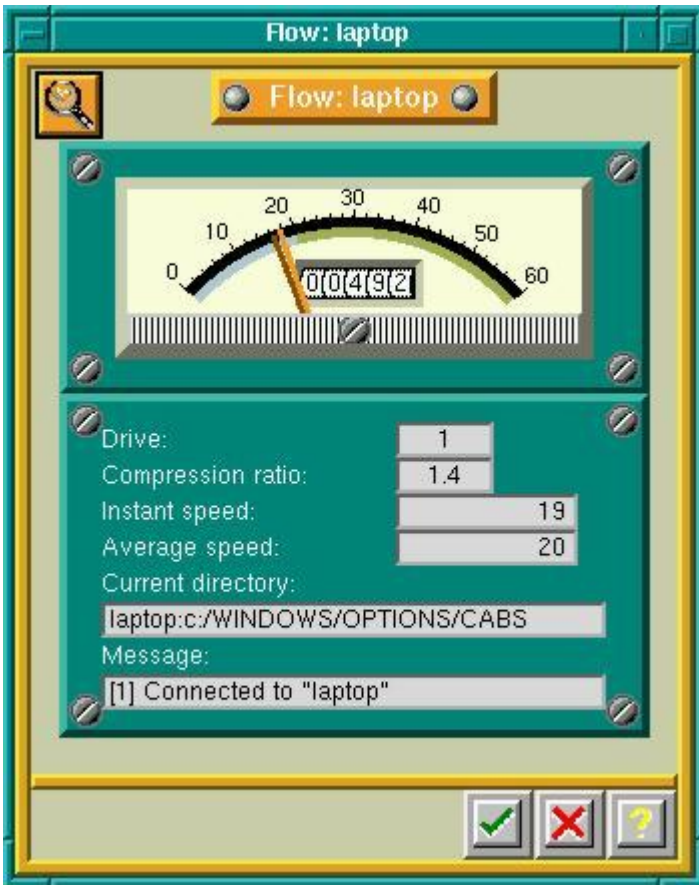 Flow: laptop
Flow: laptop
0 10 20 30 40 50 60
00492
Drive: 1
Compression ratio: 1.4
Instant speed: 19
Average speed: 20
Current directory:
laptop:c:/WINDOWS/OPTIONS/CABS
Message:
[1] Connected to "laptop"
?